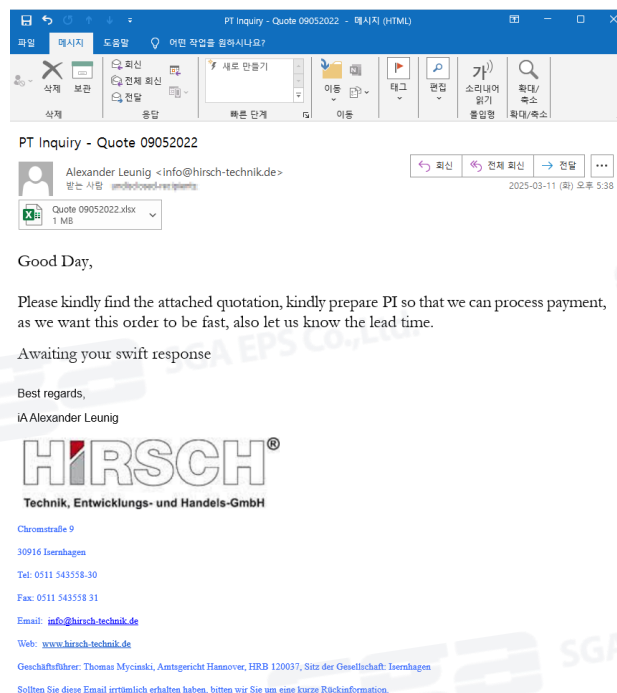 PT Inquiry - Quote 09052022 - 메시지 (HTML)
파일 메시지 도움말 어떤 작업을 원하시나요?
삭제 보관 회신 전체 회신 전달 새로 만들기 이동 태그 편집 소리내어 읽기 확대/축소
삭제 응답 빠른 단계 이동 몰입형 확대/축소
PT Inquiry - Quote 09052022
Alexander Leunig <info@hirsch-technik.de>
받는 사람
회신 전체 회신 전달
2025-03-11 (화) 오후 5:38
Quote 09052022.xlsx
1 MB
Good Day,
Please kindly find the attached quotation, kindly prepare PI so that we can process payment,
as we want this order to be fast, also let us know the lead time.
Awaiting your swift response
Best regards,
iA Alexander Leunig
HIRSCH®
Technik, Entwicklungs- und Handels-GmbH
Chromstraße 9
30916 Isernhagen
Tel: 0511 543558-30
Fax: 0511 543558 31
Email: info@hirsch-technik.de
Web: www.hirsch-technik.de
Geschäftsführer: Thomas Mycinski, Amtsgericht Hannover, HRB 120037, Sitz der Gesellschaft: Isernhagen
Sollten Sie diese Email irrtümlich erhalten haben, bitten wir Sie um eine kurze Rückinformation.
SGA EPS Co.,Ltd.
SGA